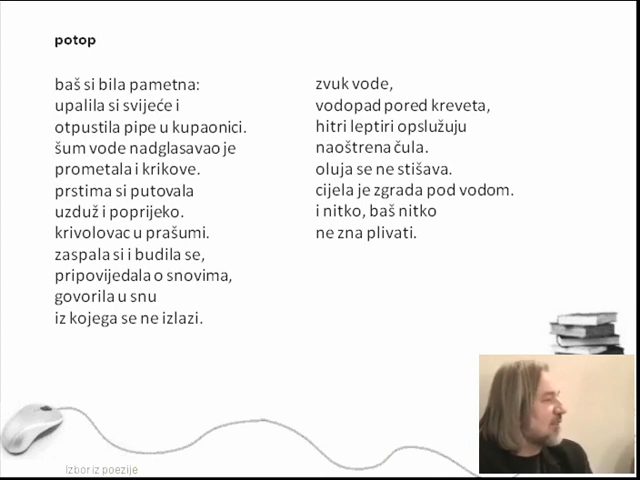 potop
baš si bila pametna:
upalila si svijeće i
otpustila pipe u kupaonici.
šum vode nadglasavao je
prometala i krikove.
prstima si putovala
uzduž i poprijeko.
krivolovac u prašumi.
zaspala si i budila se,
pripovijedala o snovima,
govorila u snu
iz kojega se ne izlazi.
zvuk vode,
vodopad pored kreveta,
hitri leptiri opslužuju
naoštrena čula.
oluja se ne stišava.
cijela je zgrada pod vodom.
i nitko, baš nitko
ne zna plivati.
Izbor iz poezije